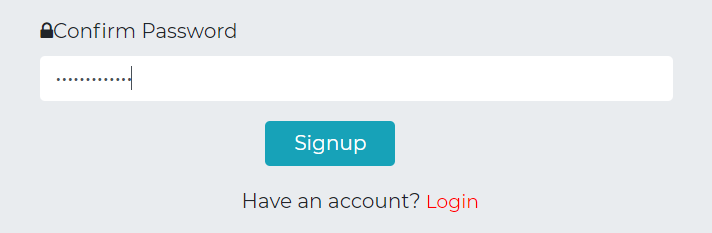 Confirm Password
Signup
Have an account? Login